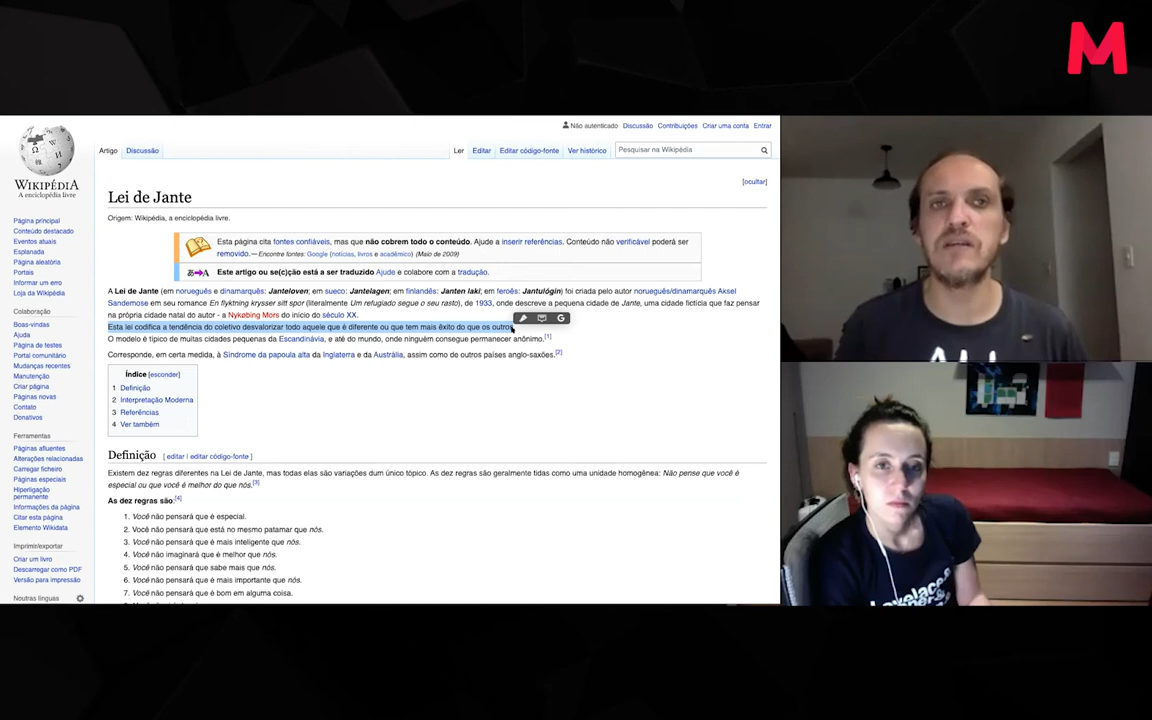 M
Não autenticado Discussão Contribuições Criar uma conta Entrar
Artigo Discussão Ler Editar Editar código-fonte Ver histórico Pesquisar na Wikipédia
WIKIPÉDIA
A enciclopédia livre
Página principal
Conteúdo destacado
Eventos atuais
Esplanada
Página aleatória
Portais
Informar um erro
Loja da Wikipédia
Colaboração
Boas-vindas
Ajuda
Página de testes
Portal comunitário
Mudanças recentes
Manutenção
Criar página
Páginas novas
Contato
Donativos
Ferramentas
Páginas afluentes
Alterações relacionadas
Carregar ficheiro
Páginas especiais
Hiperligação
permanente
Informações da página
Citar esta página
Elemento Wikidata
Imprimir/exportar
Criar um livro
Descarregar como PDF
Versão para impressão
Noutras línguas
[ocultar]
Lei de Jante
Origem: Wikipédia, a enciclopédia livre.
Esta página cita fontes confiáveis, mas que não cobrem todo o conteúdo. Ajude a inserir referências. Conteúdo não verificável poderá ser
removido.—Encontre fontes: Google (notícias, livros e acadêmico) (Maio de 2009)
Este artigo ou se(c)ção está a ser traduzido Ajude e colabore com a tradução.
A Lei de Jante (em norueguês e dinamarquês: Janteloven; em sueco: Jantelagen; em finlandês: Janten laki; em feroês: Jantulógin) foi criada pelo autor norueguês/dinamarquês Aksel
Sandemose em seu romance En flyktning krysser sitt spor (literalmente Um refugiado segue o seu rasto), de 1933, onde descreve a pequena cidade de Jante, uma cidade fictícia que faz pensar
na própria cidade natal do autor - a Nykøbing Mors do início do século XX.
Esta lei codifica a tendência do coletivo desvalorizar todo aquele que é diferente ou que tem mais êxito do que os outros
O modelo é típico de muitas cidades pequenas da Escandinávia, e até do mundo, onde ninguém consegue permanecer anônimo.[1]
Corresponde, em certa medida, à Síndrome da papoula alta da Inglaterra e da Austrália, assim como de outros países anglo-saxões.[2]
Índice [esconder]
1 Definição
2 Interpretação Moderna
3 Referências
4 Ver também
Definição [ editar | editar código-fonte ]
Existem dez regras diferentes na Lei de Jante, mas todas elas são variações dum único tópico. As dez regras são geralmente tidas como uma unidade homogênea: Não pense que você é
especial ou que você é melhor do que nós.[3]
As dez regras são:[4]
1. Você não pensará que é especial.
2. Você não pensará que está no mesmo patamar que nós.
3. Você não pensará que é mais inteligente que nós.
4. Você não imaginará que é melhor que nós.
5. Você não pensará que sabe mais que nós.
6. Você não pensará que é mais importante que nós.
7. Você não pensará que é bom em alguma coisa.